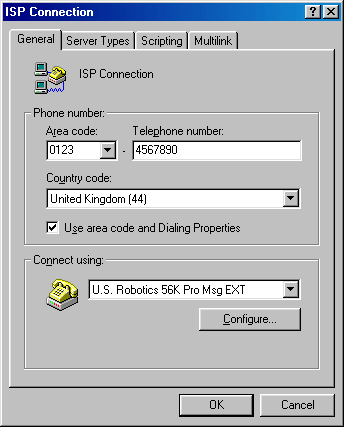 ISP Connection
General Server Types Scripting Multilink
ISP Connection
Phone number:
Area code: Telephone number:
0123 - 4567890
Country code:
United Kingdom (44)
Use area code and Dialing Properties
Connect using:
U.S. Robotics 56K Pro Msg EXT
Configure...
OK Cancel